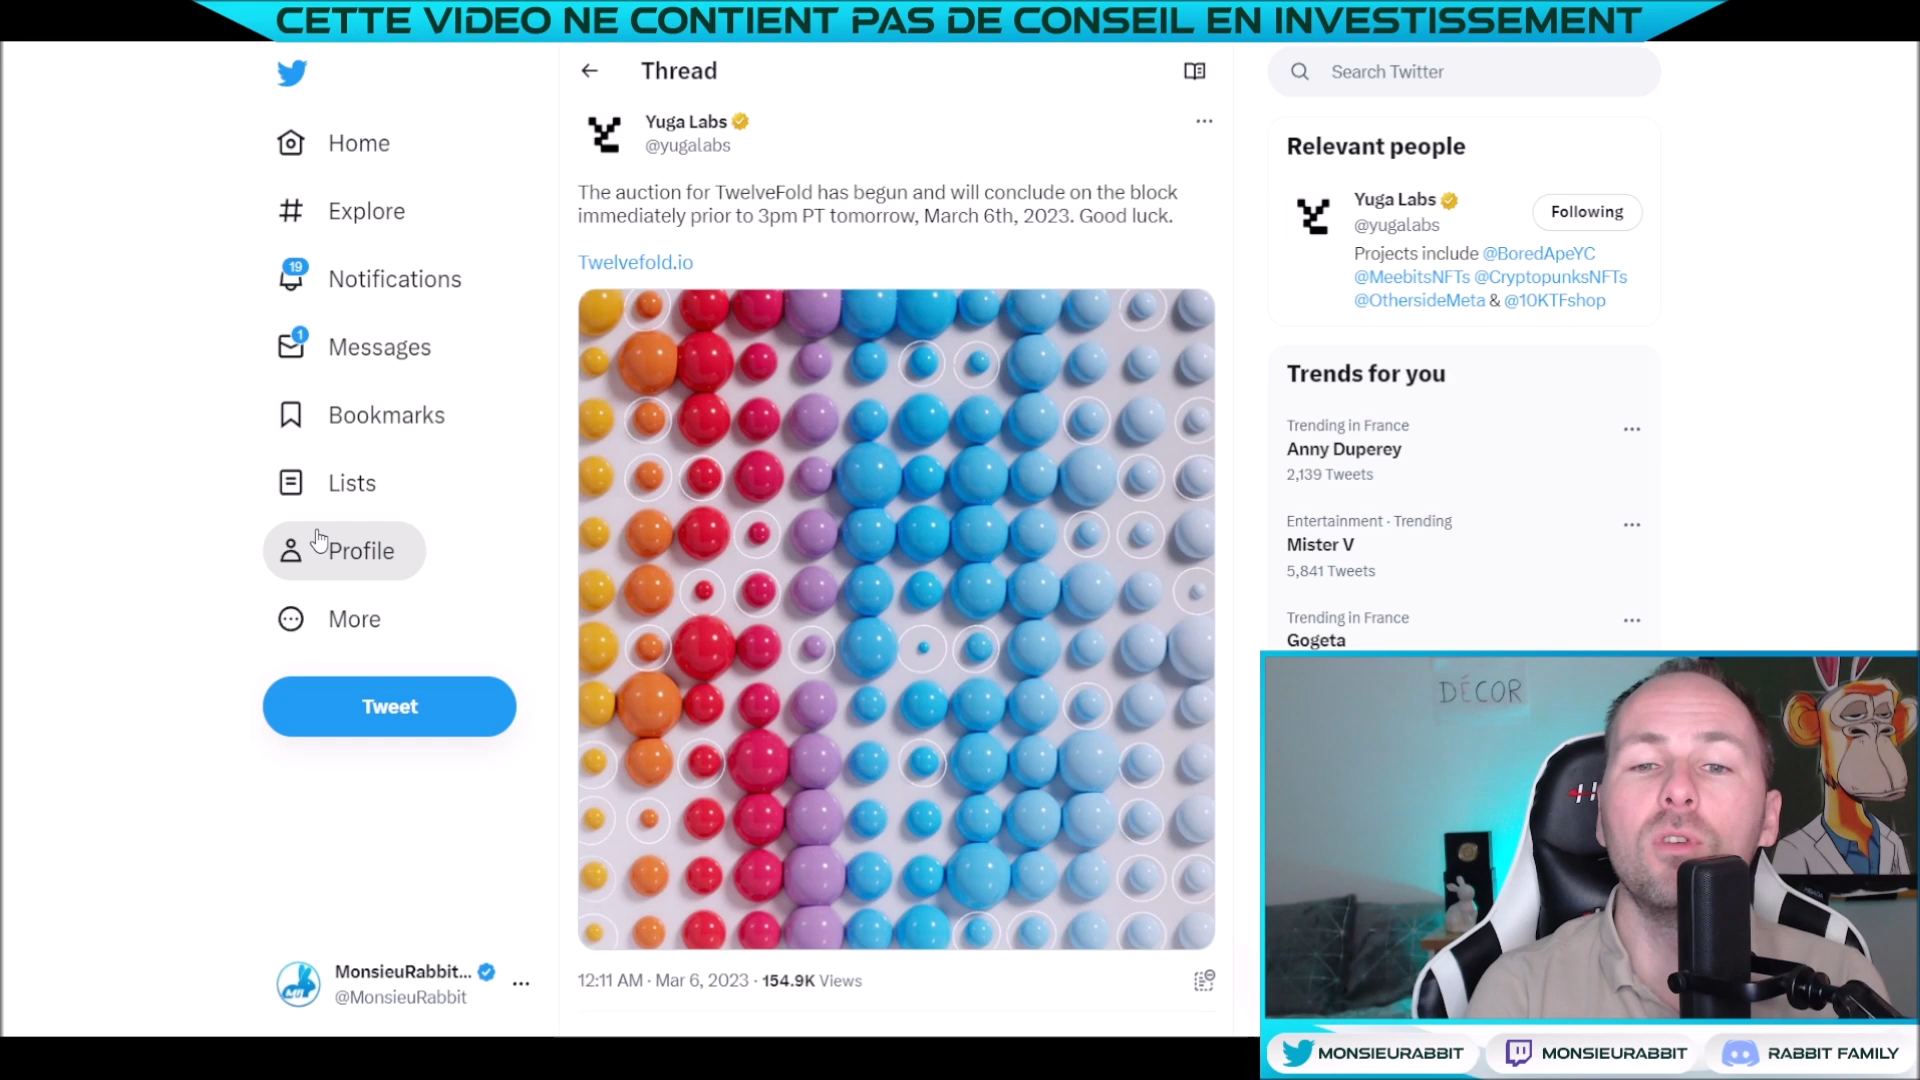 CETTE VIDEO NE CONTIENT PAS DE CONSEIL EN INVESTISSEMENT
Home
Explore
19
Notifications
1
Messages
Bookmarks
Lists
Profile
More
Tweet
MonsieuRabbit...
@MonsieuRabbit
Thread
Yuga Labs
@yugalabs
The auction for TwelveFold has begun and will conclude on the block
immediately prior to 3pm PT tomorrow, March 6th, 2023. Good luck.
Twelvefold.io
12:11 AM · Mar 6, 2023 · 154.9K Views
Search Twitter
Relevant people
Yuga Labs
@yugalabs
Following
Projects include @BoredApeYC
@MeebitsNFTs @CryptopunksNFTs
@OthersideMeta & @10KTFshop
Trends for you
Trending in France
Anny Duperey
2,139 Tweets
Entertainment · Trending
Mister V
5,841 Tweets
Trending in France
Gogeta
DÉCOR
MONSIEURABBIT
MONSIEURABBIT
RABBIT FAMILY